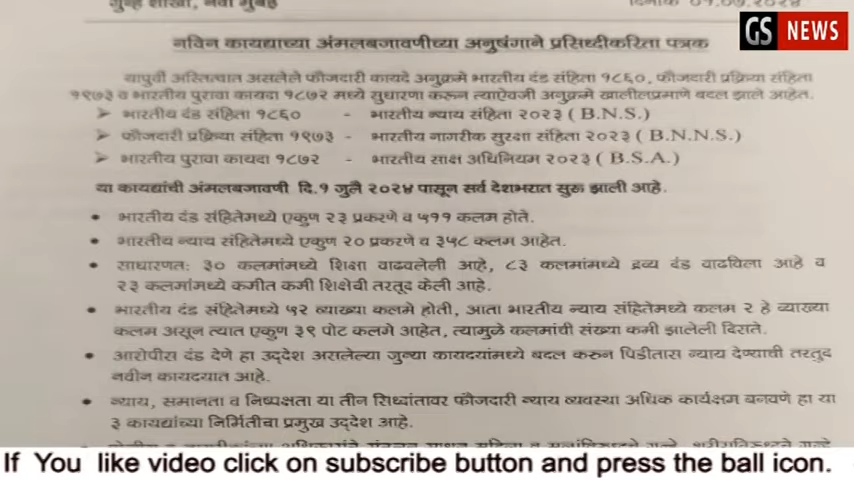 गुन्हे शाखा, नवी मुंबई
दिनांक ०१.०७.२०२४
GS NEWS
नविन कायद्याच्या अंमलबजावणीच्या अनुषंगाने प्रसिध्दीकरिता पत्रक
यापुर्वी अस्तित्वात असलेले फौजदारी कायदे अनुक्रमे भारतीय दंड संहिता १८६०, फौजदारी प्रक्रिया संहिता
१९७३ व भारतीय पुरावा कायदा १८७२ मध्ये सुधारणा करून त्याऐवजी अनुक्रमे खालीलप्रमाणे बदल झाले आहेत.
➤ भारतीय दंड संहिता १८६० - भारतीय न्याय संहिता २०२३ ( B.N.S.)
➤ फौजदारी प्रक्रिया संहिता १९७३ - भारतीय नागरीक सुरक्षा संहिता २०२३ ( B.N.N.S.)
➤ भारतीय पुरावा कायदा १८७२ - भारतीय साक्ष अधिनियम २०२३ ( B.S.A.)
या कायद्यांची अंमलबजावणी दि.१ जुलै २०२४ पासून सर्व देशभरात सुरु झाली आहे.
• भारतीय दंड संहितेमध्ये एकुण २३ प्रकरणे व ५११ कलम होते.
• भारतीय न्याय संहितेमध्ये एकुण २० प्रकरणे व ३५८ कलम आहेत.
• साधारणत: ३० कलमांमध्ये शिक्षा वाढवलेली आहे, ८३ कलमांमध्ये द्रव्य दंड वाढविला आहे व
२३ कलमांमध्ये कमीत कमी शिक्षेची तरतूद केली आहे.
• भारतीय दंड संहितेमध्ये ५२ व्याख्या कलमे होती, आता भारतीय न्याय संहितेमध्ये कलम २ हे व्याख्या
कलम असून त्यात एकुण ३९ पोट कलमे आहेत, त्यामुळे कलमांची संख्या कमी झालेली दिसते.
• आरोपीस दंड देणे हा उद्देश असलेल्या जुन्या कायदयांमध्ये बदल करुन पिडीतास न्याय देण्याची तरतुद
नवीन कायदयात आहे.
• न्याय, समानता व निष्पक्षता या तीन सिध्दांतावर फौजदारी न्याय व्यवस्था अधिक कार्यक्षम बनवणे हा या
३ कायद्यांच्या निर्मितीचा प्रमुख उद्देश आहे.
If You like video click on subscribe button and press the ball icon.